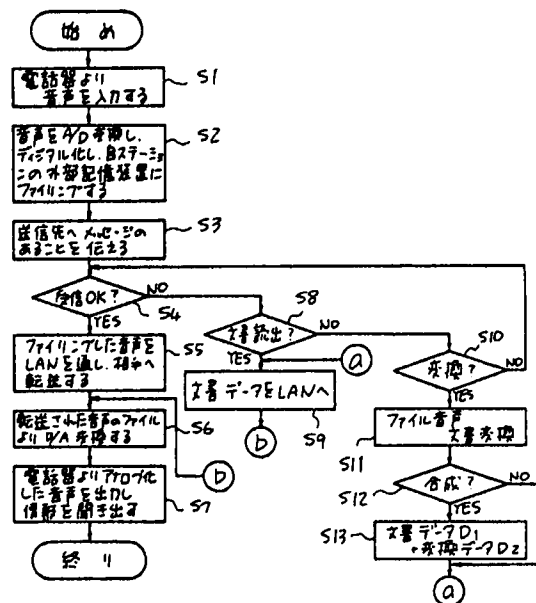 始め
電話器より
音声を入力する
S1
音声をA/D変換し、
ディジタル化し、自ステーショ
ンの外部記憶装置に
ファイリングする
S2
送信先へメッセージの
あることを伝える
S3
受信OK?
NO
YES
S4
ファイリングした音声を
LANを通し、相手へ
転送する
S5
転送された音声のファイル
よりD/A変換する
S6
電話器よりアナログ化
した音声を出力し
情報を聞き出す
S7
終り
文書読出?
S8
NO
YES
a
文書データをLANへ
S9
b
b
変換?
S10
NO
YES
ファイル音声
文書変換
S11
合成?
S12
NO
YES
文書データD1
+変換データD2
S13
a